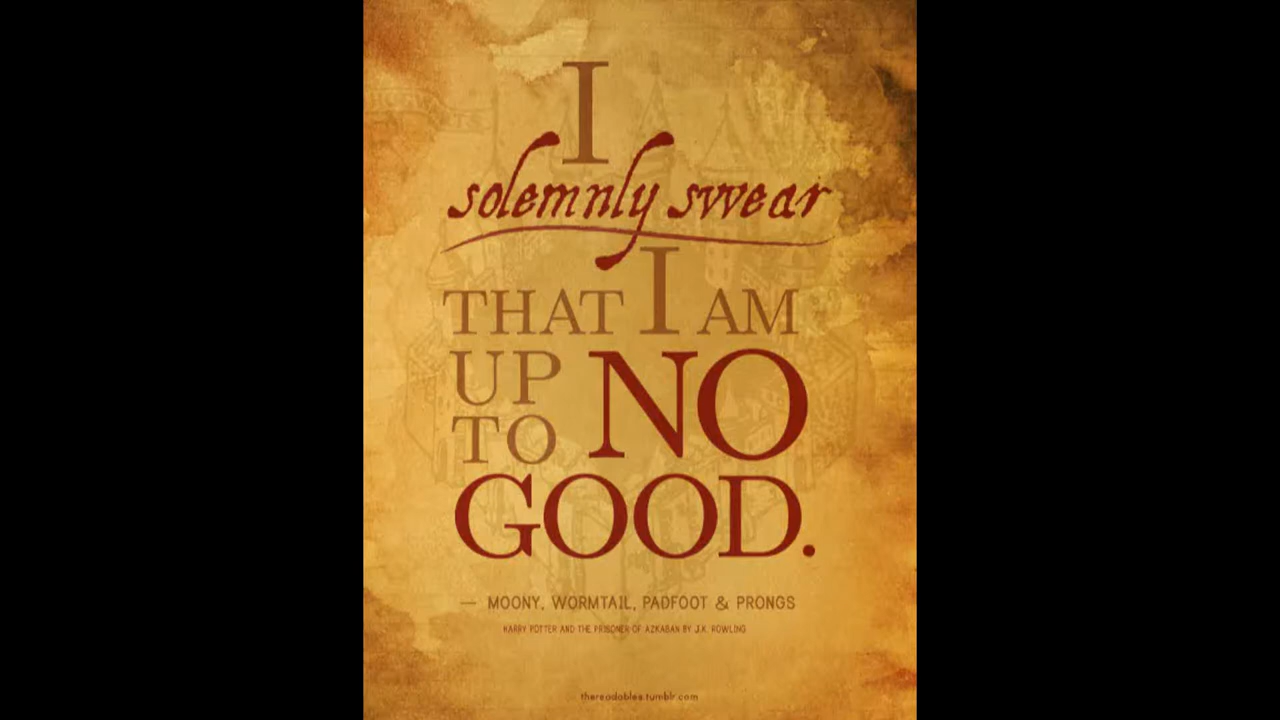 I
solemnly swear
THAT I AM
UP
TO NO
GOOD.
— MOONY, WORMTAIL, PADFOOT & PRONGS
HARRY POTTER AND THE PRISONER OF AZKABAN BY J.K. ROWLING
thereadables.tumblr.com